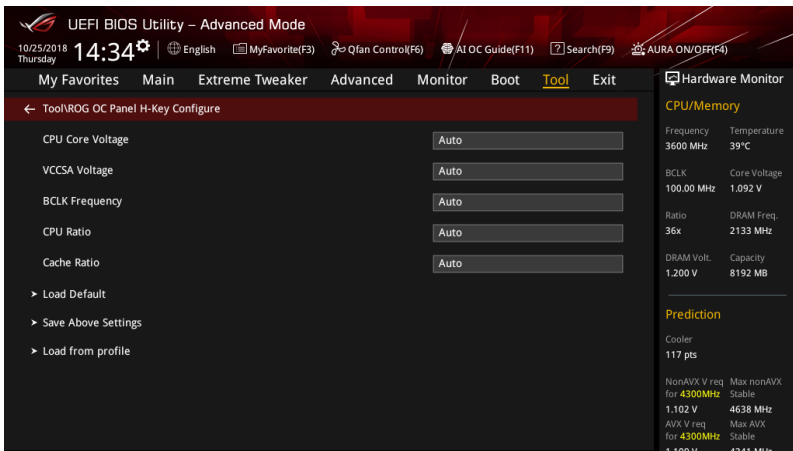 UEFI BIOS Utility – Advanced Mode
10/25/2018 Thursday 14:34 English MyFavorite(F3) Qfan Control(F6) AI OC Guide(F11) Search(F9) AURA ON/OFF(F4)
My Favorites Main Extreme Tweaker Advanced Monitor Boot Tool Exit
← Tool\ROG OC Panel H-Key Configure
CPU Core Voltage Auto
VCCSA Voltage Auto
BCLK Frequency Auto
CPU Ratio Auto
Cache Ratio Auto
> Load Default
> Save Above Settings
> Load from profile
Hardware Monitor
CPU/Memory
Frequency Temperature
3600 MHz 39°C
BCLK Core Voltage
100.00 MHz 1.092 V
Ratio DRAM Freq.
36x 2133 MHz
DRAM Volt. Capacity
1.200 V 8192 MB
Prediction
Cooler
117 pts
NonAVX V req Max nonAVX
for 4300MHz Stable
1.102 V 4638 MHz
AVX V req Max AVX
for 4300MHz Stable